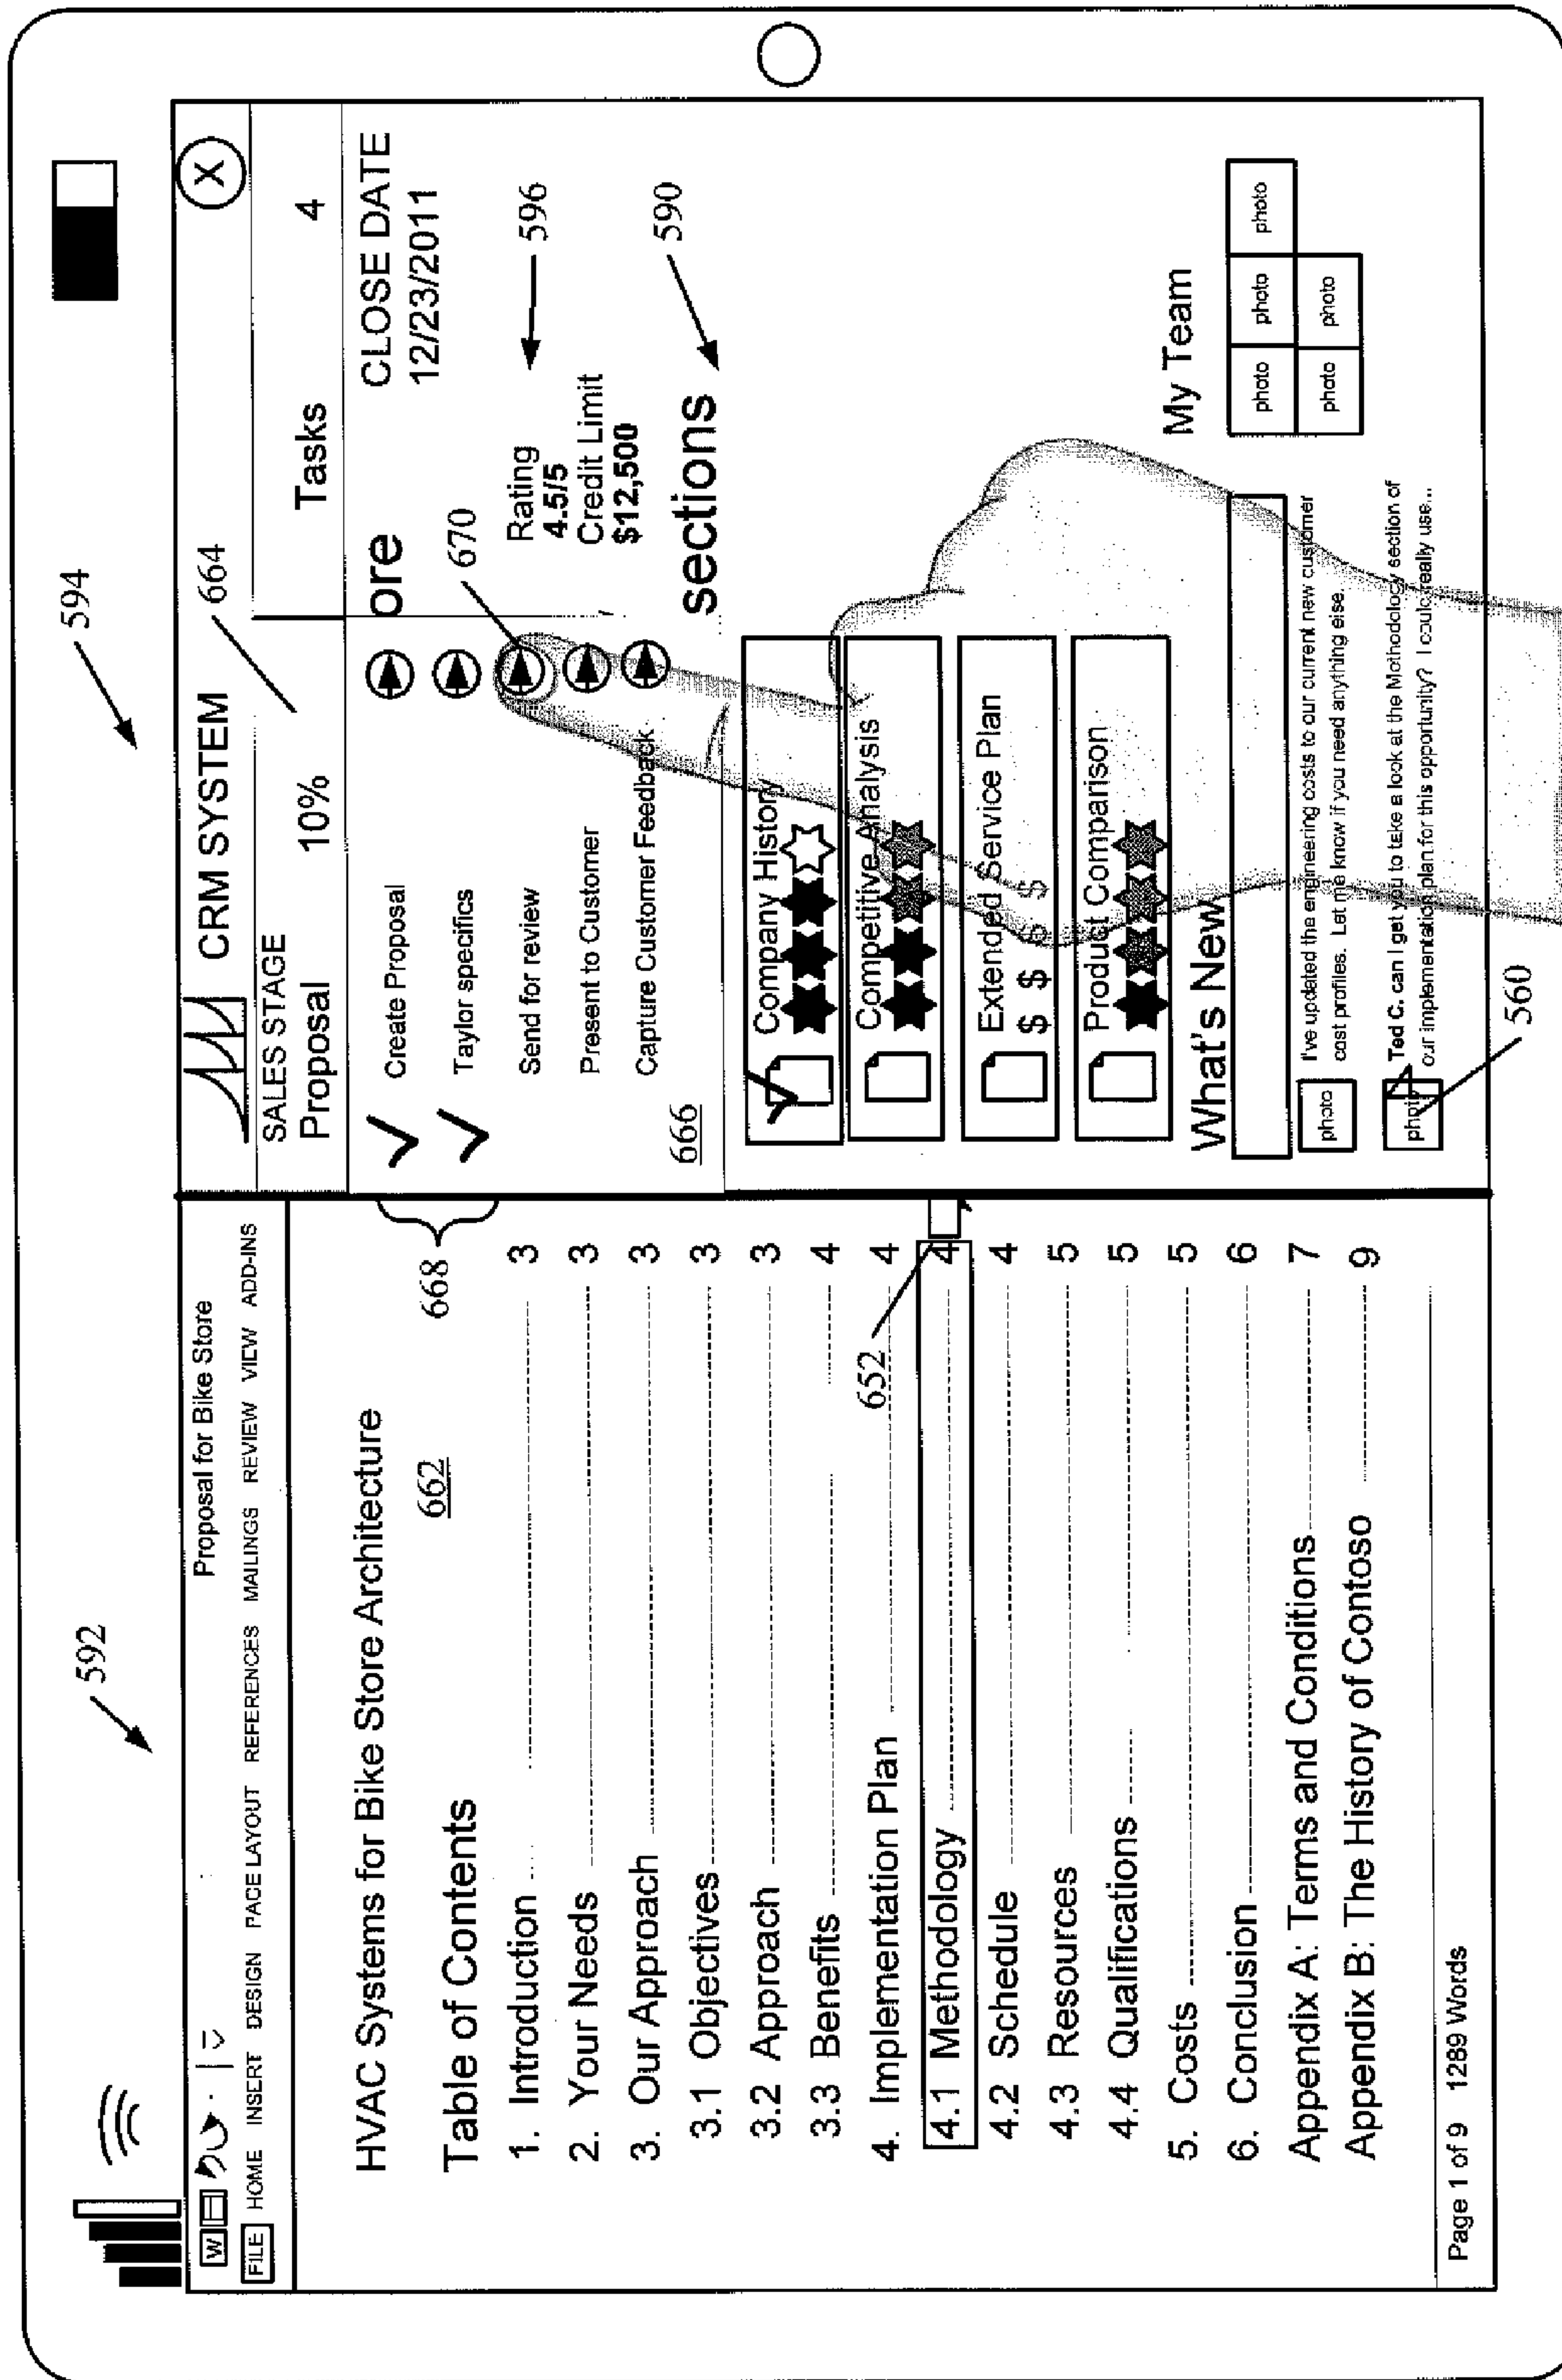 592
594
Proposal for Bike Store
W
FILE HOME INSERT DESIGN PACE LAYOUT REFERENCES MAILINGS REVIEW VIEW ADD-INS
HVAC Systems for Bike Store Architecture
662
668
Table of Contents
1. Introduction 3
2. Your Needs 3
3. Our Approach 3
3.1 Objectives 3
3.2 Approach 3
3.3 Benefits 4
4. Implementation Plan 4
652
4.1 Methodology 4
4.2 Schedule 4
4.3 Resources 5
4.4 Qualifications 5
5. Costs 5
6. Conclusion 6
Appendix A: Terms and Conditions 7
Appendix B: The History of Contoso 9
Page 1 of 9 1289 Words
CRM SYSTEM
X
664
SALES STAGE
Proposal 10%
Tasks 4
Create Proposal
Taylor specifics
Send for review
Present to Customer
Capture Customer Feedback
666
ore
670
CLOSE DATE
12/23/2011
596
Rating
4.5/5
Credit Limit
$12,500
590
sections
Company History
Competitive Analysis
Extended Service Plan
$ $ $ $
Product Comparison
What's New
photo
I've updated the engineering costs to our current new customer
cost profiles. Let me know if you need anything else.
photo
Ted C. can I get you to take a look at the Mothodology section of
our implementation plan for this opportunity? I could really use...
560
My Team
photo photo photo
photo photo